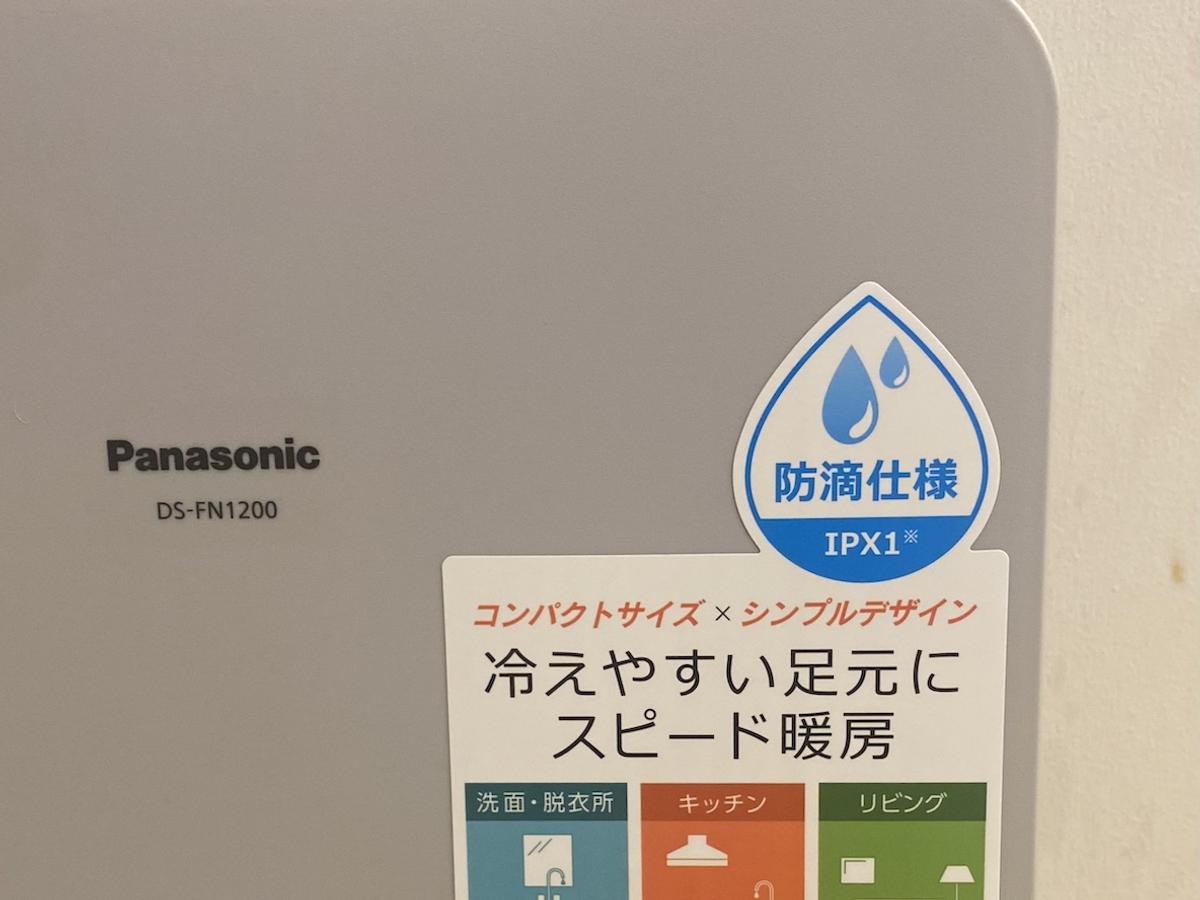 Panasonic
DS-FN1200
防滴仕様
IPX1※
コンパクトサイズ×シンプルデザイン
冷えやすい足元に
スピード暖房
洗面・脱衣所
キッチン
リビング